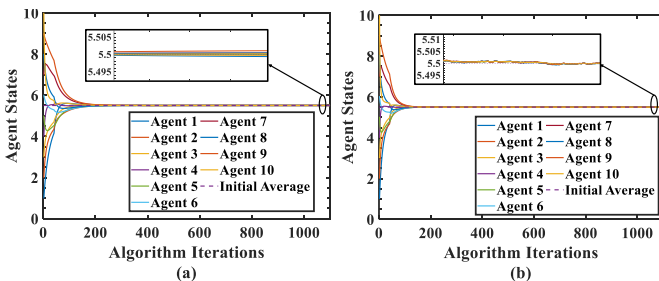 10
8
6
4
2
0
Agent States
5.505
5.5
5.495
Agent 1
Agent 7
Agent 2
Agent 8
Agent 3
Agent 9
Agent 4
Agent 10
Agent 5
Initial Average
Agent 6
0 200 400 600 800 1000
Algorithm Iterations
(a)
10
8
6
4
2
0
Agent States
5.51
5.505
5.5
5.495
Agent 1
Agent 7
Agent 2
Agent 8
Agent 3
Agent 9
Agent 4
Agent 10
Agent 5
Initial Average
Agent 6
0 200 400 600 800 1000
Algorithm Iterations
(b)